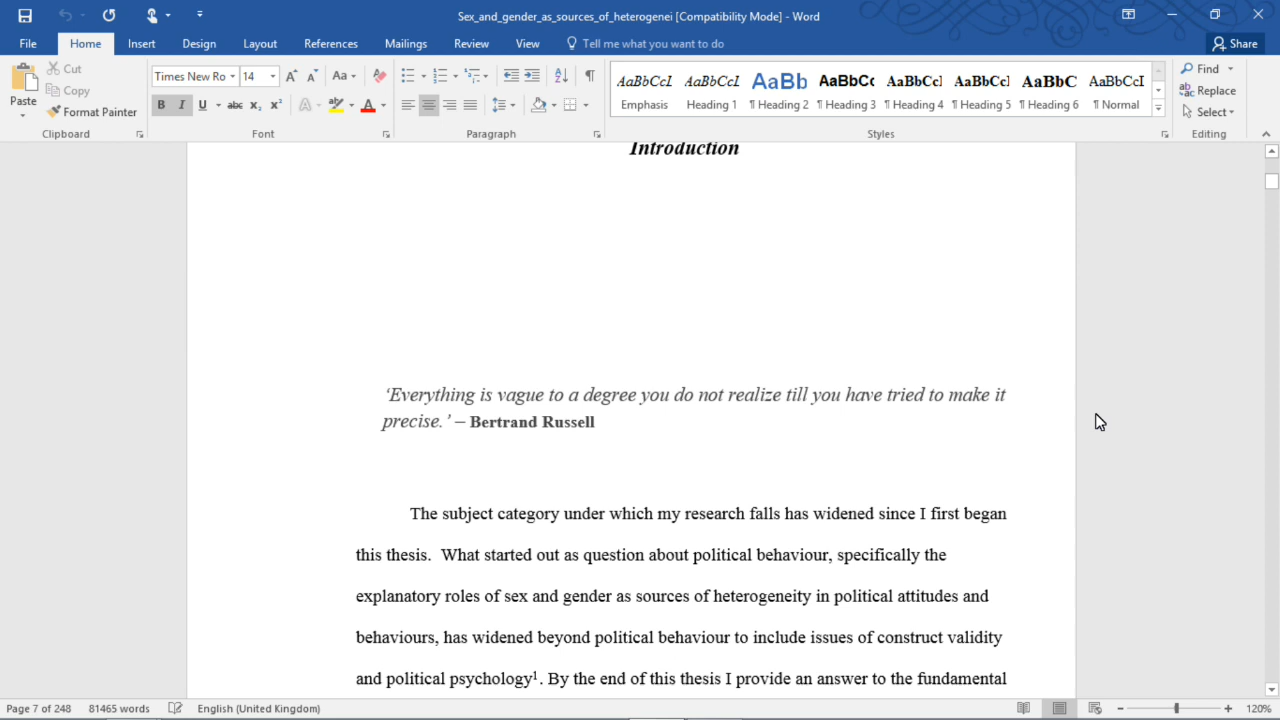 Sex_and_gender_as_sources_of_heterogenei [Compatibility Mode] - Word
File Home Insert Design Layout References Mailings Review View Tell me what you want to do Share
Paste
Cut
Copy
Format Painter
Clipboard
Times New Ro 14
Font
Paragraph
AaBbCcL AaBbCcL AaBb AaBbCc AaBbCcI AaBbCcI AaBbC AaBbCcI
Emphasis Heading 1 ¶ Heading 2 ¶ Heading 3 ¶ Heading 4 ¶ Heading 5 ¶ Heading 6 ¶ Normal
Styles
Find
Replace
Select
Editing
Introduction
‘Everything is vague to a degree you do not realize till you have tried to make it
precise.’ – Bertrand Russell
The subject category under which my research falls has widened since I first began
this thesis.  What started out as question about political behaviour, specifically the
explanatory roles of sex and gender as sources of heterogeneity in political attitudes and
behaviours, has widened beyond political behaviour to include issues of construct validity
and political psychology¹. By the end of this thesis I provide an answer to the fundamental
Page 7 of 248 81465 words English (United Kingdom) 120%